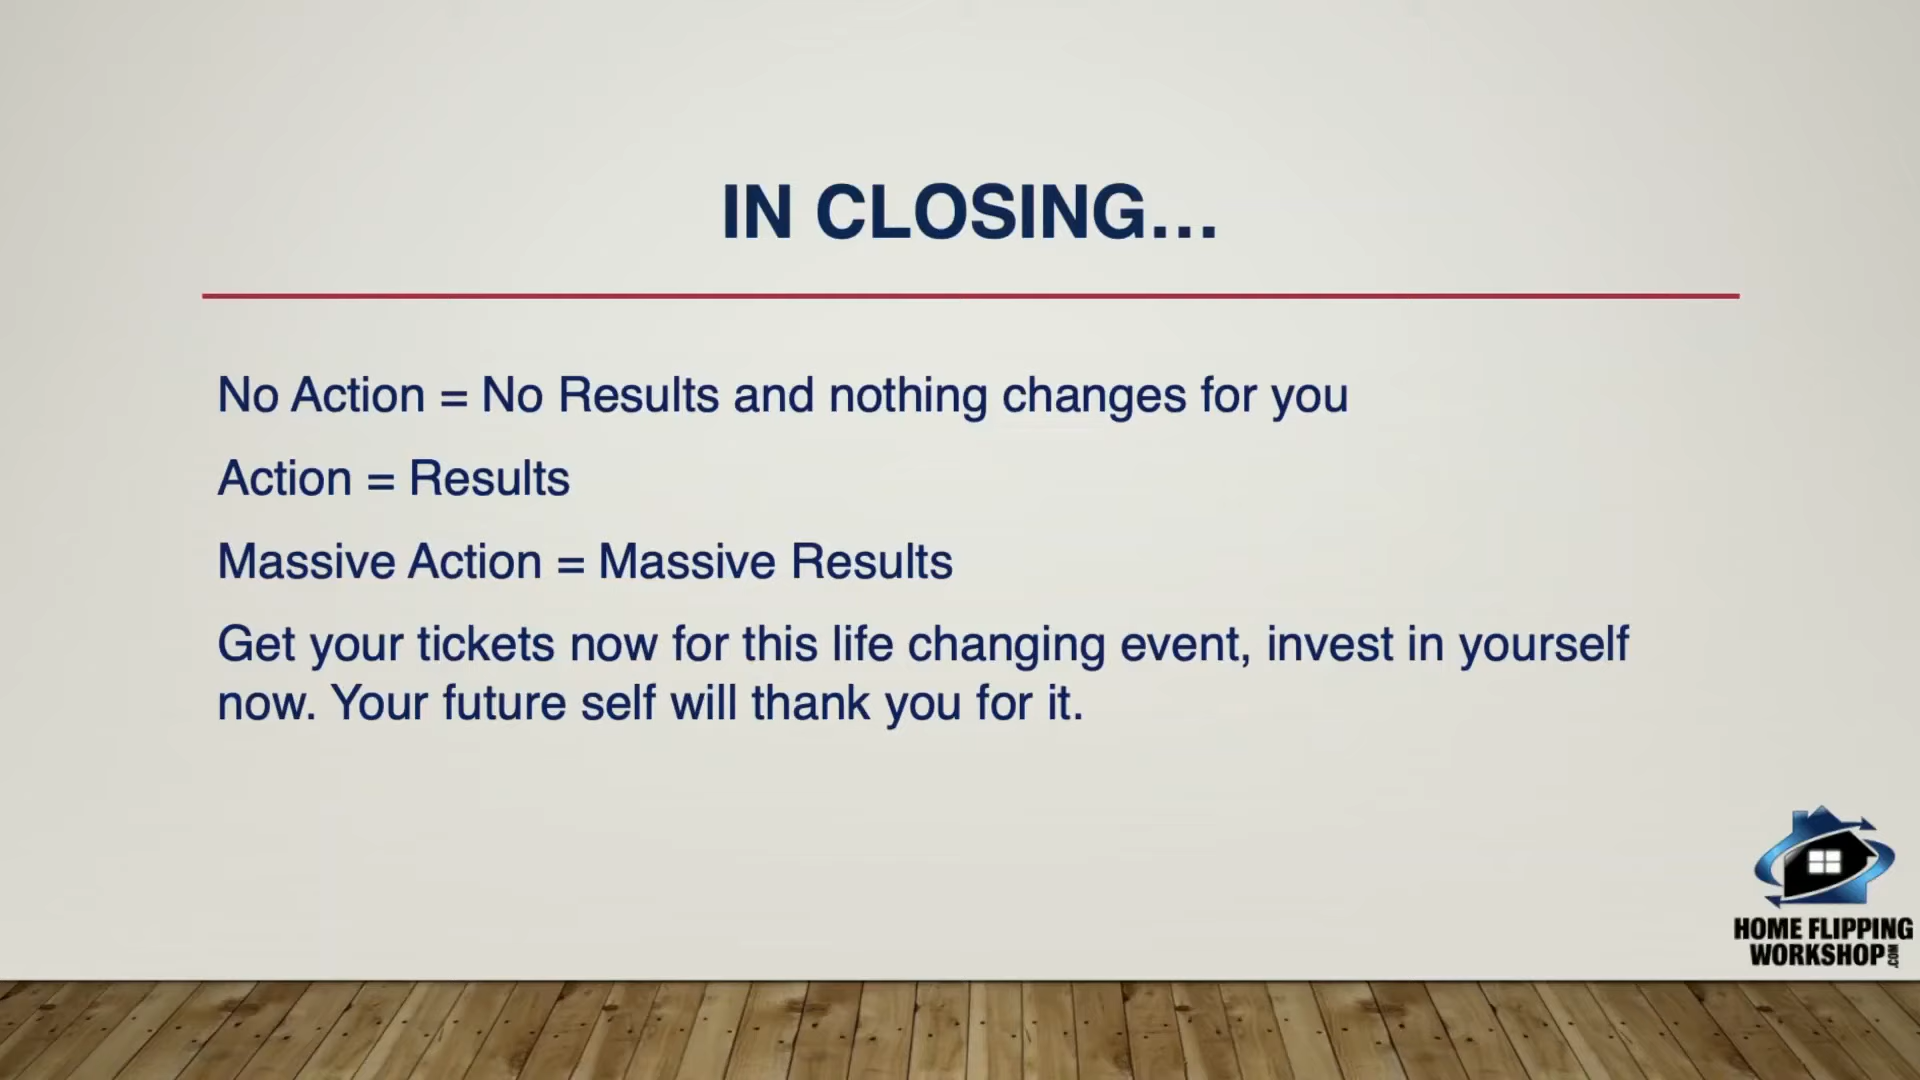 IN CLOSING...
No Action = No Results and nothing changes for you
Action = Results
Massive Action = Massive Results
Get your tickets now for this life changing event, invest in yourself
now. Your future self will thank you for it.
HOME FLIPPING
WORKSHOP.COM